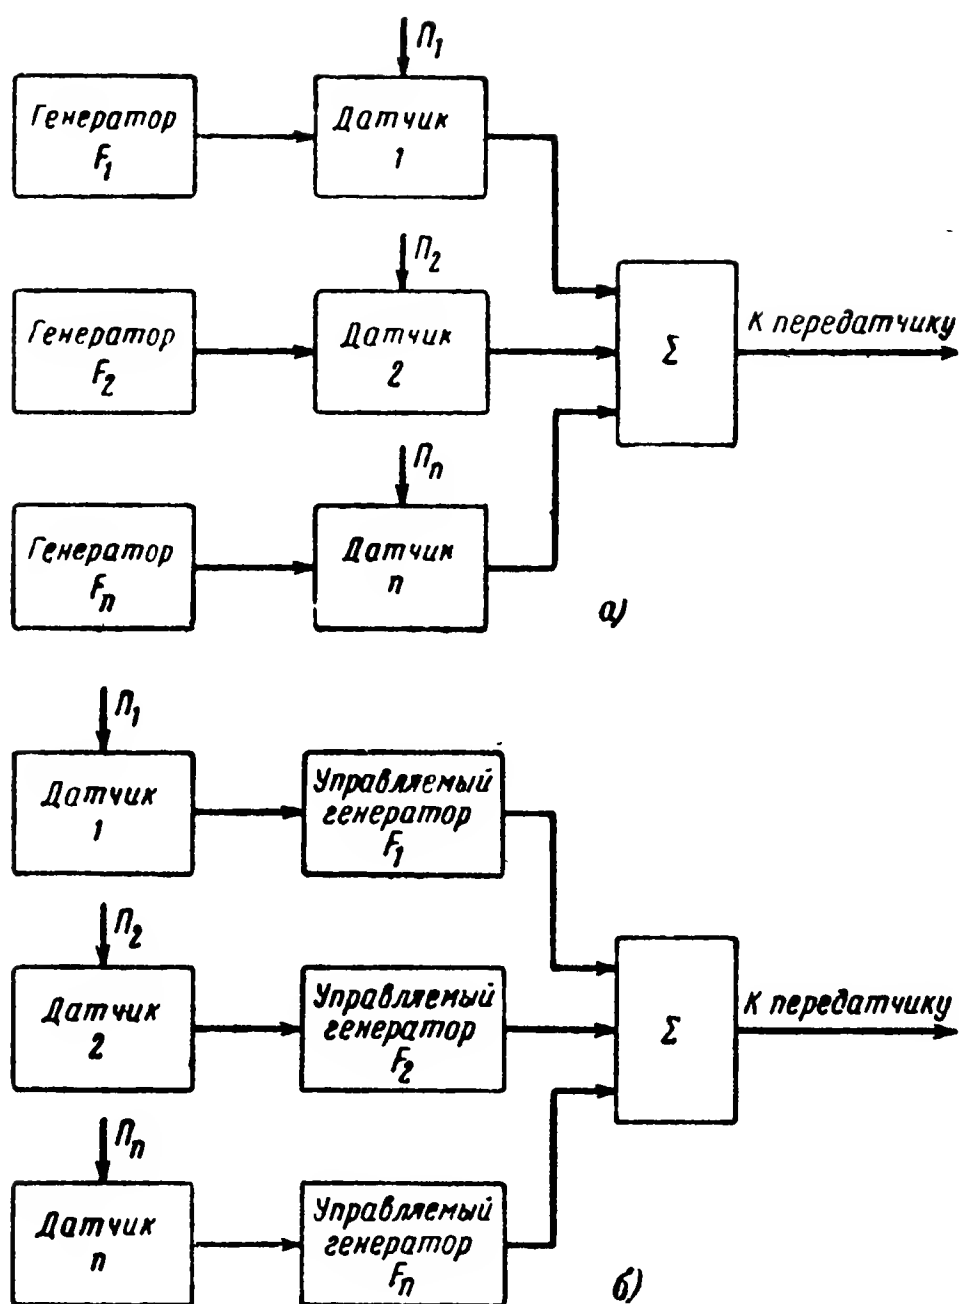 П₁
Генератор
F₁
Датчик
1
П₂
Генератор
F₂
Датчик
2
Σ
К передатчику
Пₙ
Генератор
Fₙ
Датчик
n
а)
П₁
Датчик
1
Управляемый
генератор
F₁
П₂
Датчик
2
Управляемый
генератор
F₂
Σ
К передатчику
Пₙ
Датчик
n
Управляемый
генератор
Fₙ
б)